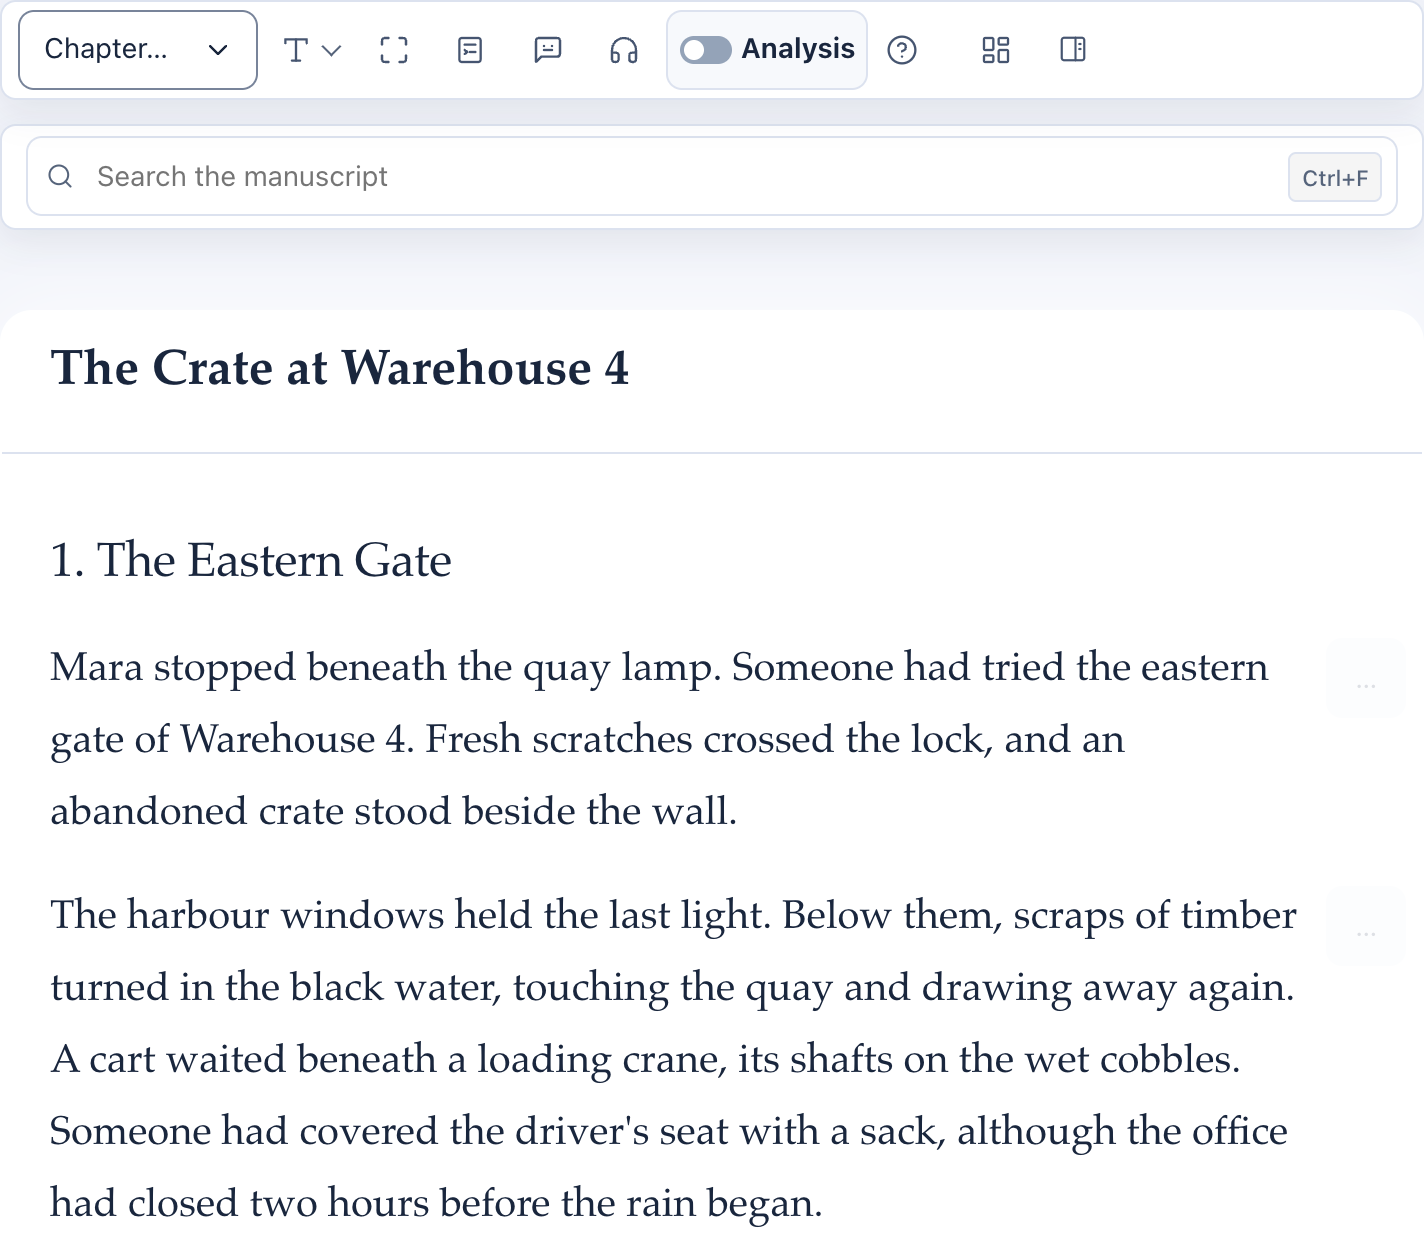 Chapter...
Analysis
Search the manuscript
Ctrl+F
The Crate at Warehouse 4
1. The Eastern Gate
Mara stopped beneath the quay lamp. Someone had tried the eastern
...
gate of Warehouse 4. Fresh scratches crossed the lock, and an
abandoned crate stood beside the wall.
The harbour windows held the last light. Below them, scraps of timber
...
turned in the black water, touching the quay and drawing away again.
A cart waited beneath a loading crane, its shafts on the wet cobbles.
Someone had covered the driver's seat with a sack, although the office
had closed two hours before the rain began.